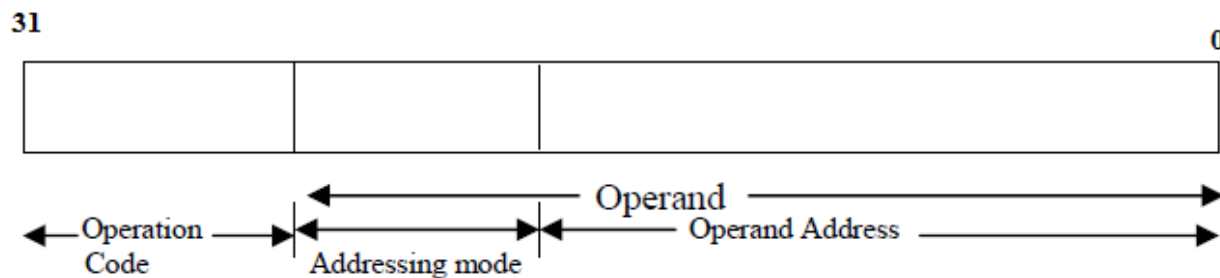 31
0
Operand
Operation
Code
Addressing mode
Operand Address